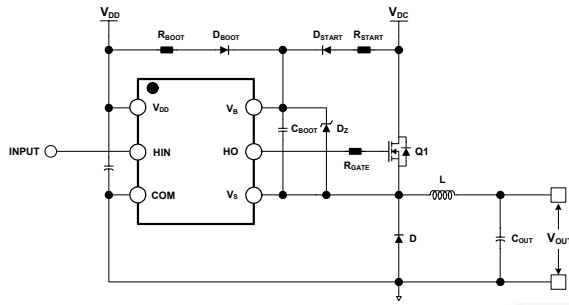 VDD
VDC
RBOOT
DBOOT
DSTART
RSTART
VDD
VB
CBOOT
DZ
INPUT
HIN
HO
RGATE
Q1
COM
VS
L
D
COUT
VOUT